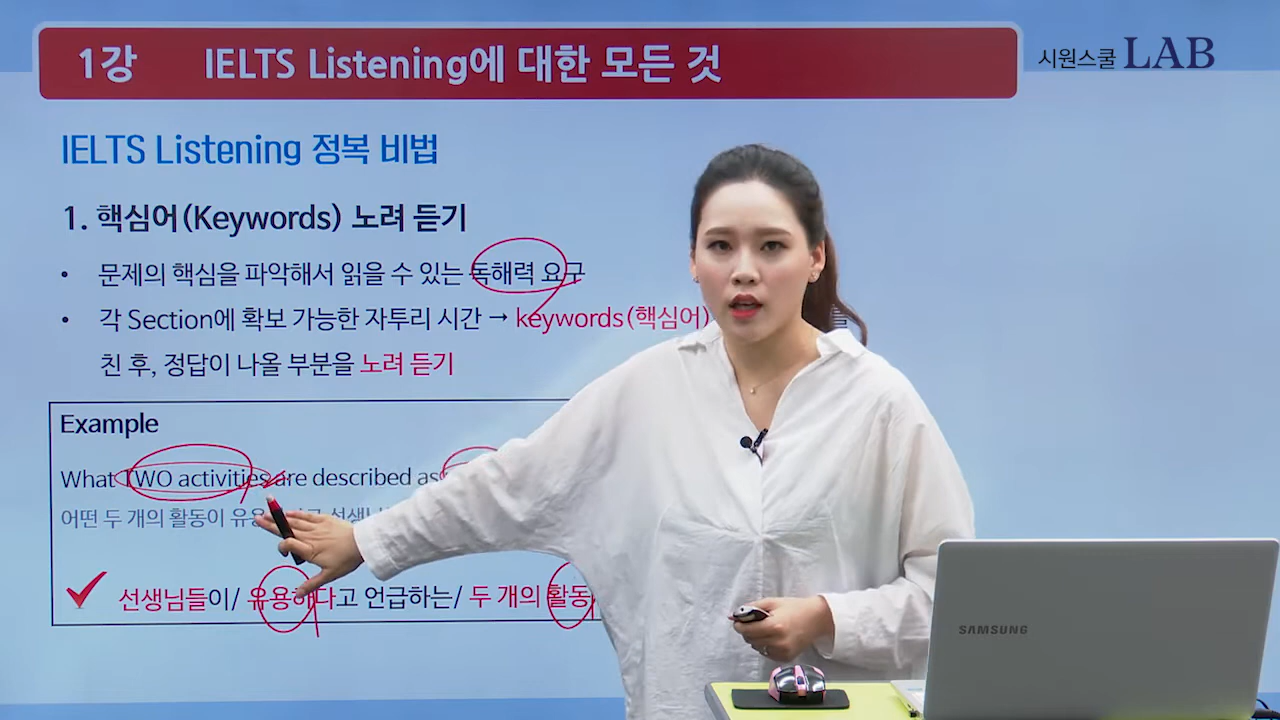 1강 IELTS Listening에 대한 모든 것
시원스쿨 LAB
IELTS Listening 정복 비법
1. 핵심어(Keywords) 노려 듣기
• 문제의 핵심을 파악해서 읽을 수 있는 독해력 요구
• 각 Section에 확보 가능한 자투리 시간 → keywords(핵심어)
친 후, 정답이 나올 부분을 노려 듣기
Example
What TWO activities are described as
어떤 두 개의 활동이
선생님들이/ 유용하다고 언급하는/ 두 개의 활동
SAMSUNG